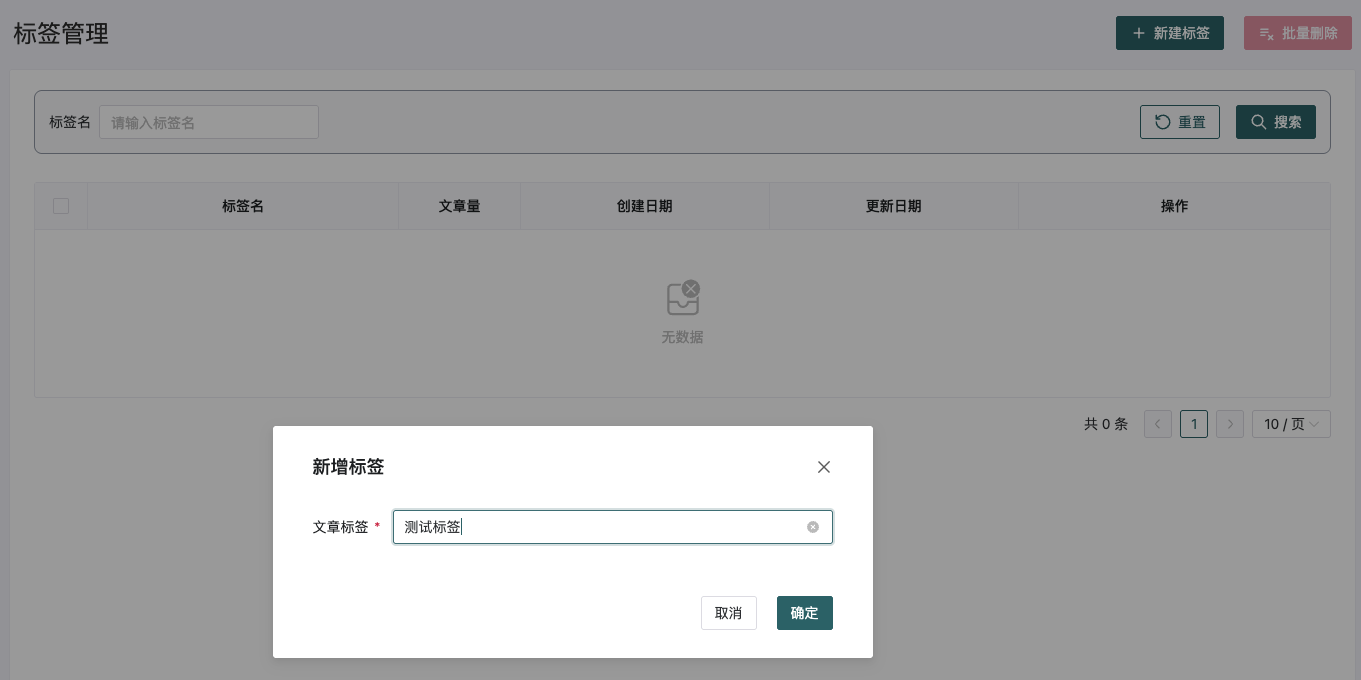 标签管理
新建标签
批量删除
标签名 请输入标签名
重置
搜索
标签名 文章量 创建日期 更新日期 操作
无数据
共 0 条 1 10 / 页
新增标签
文章标签 * 测试标签
取消 确定